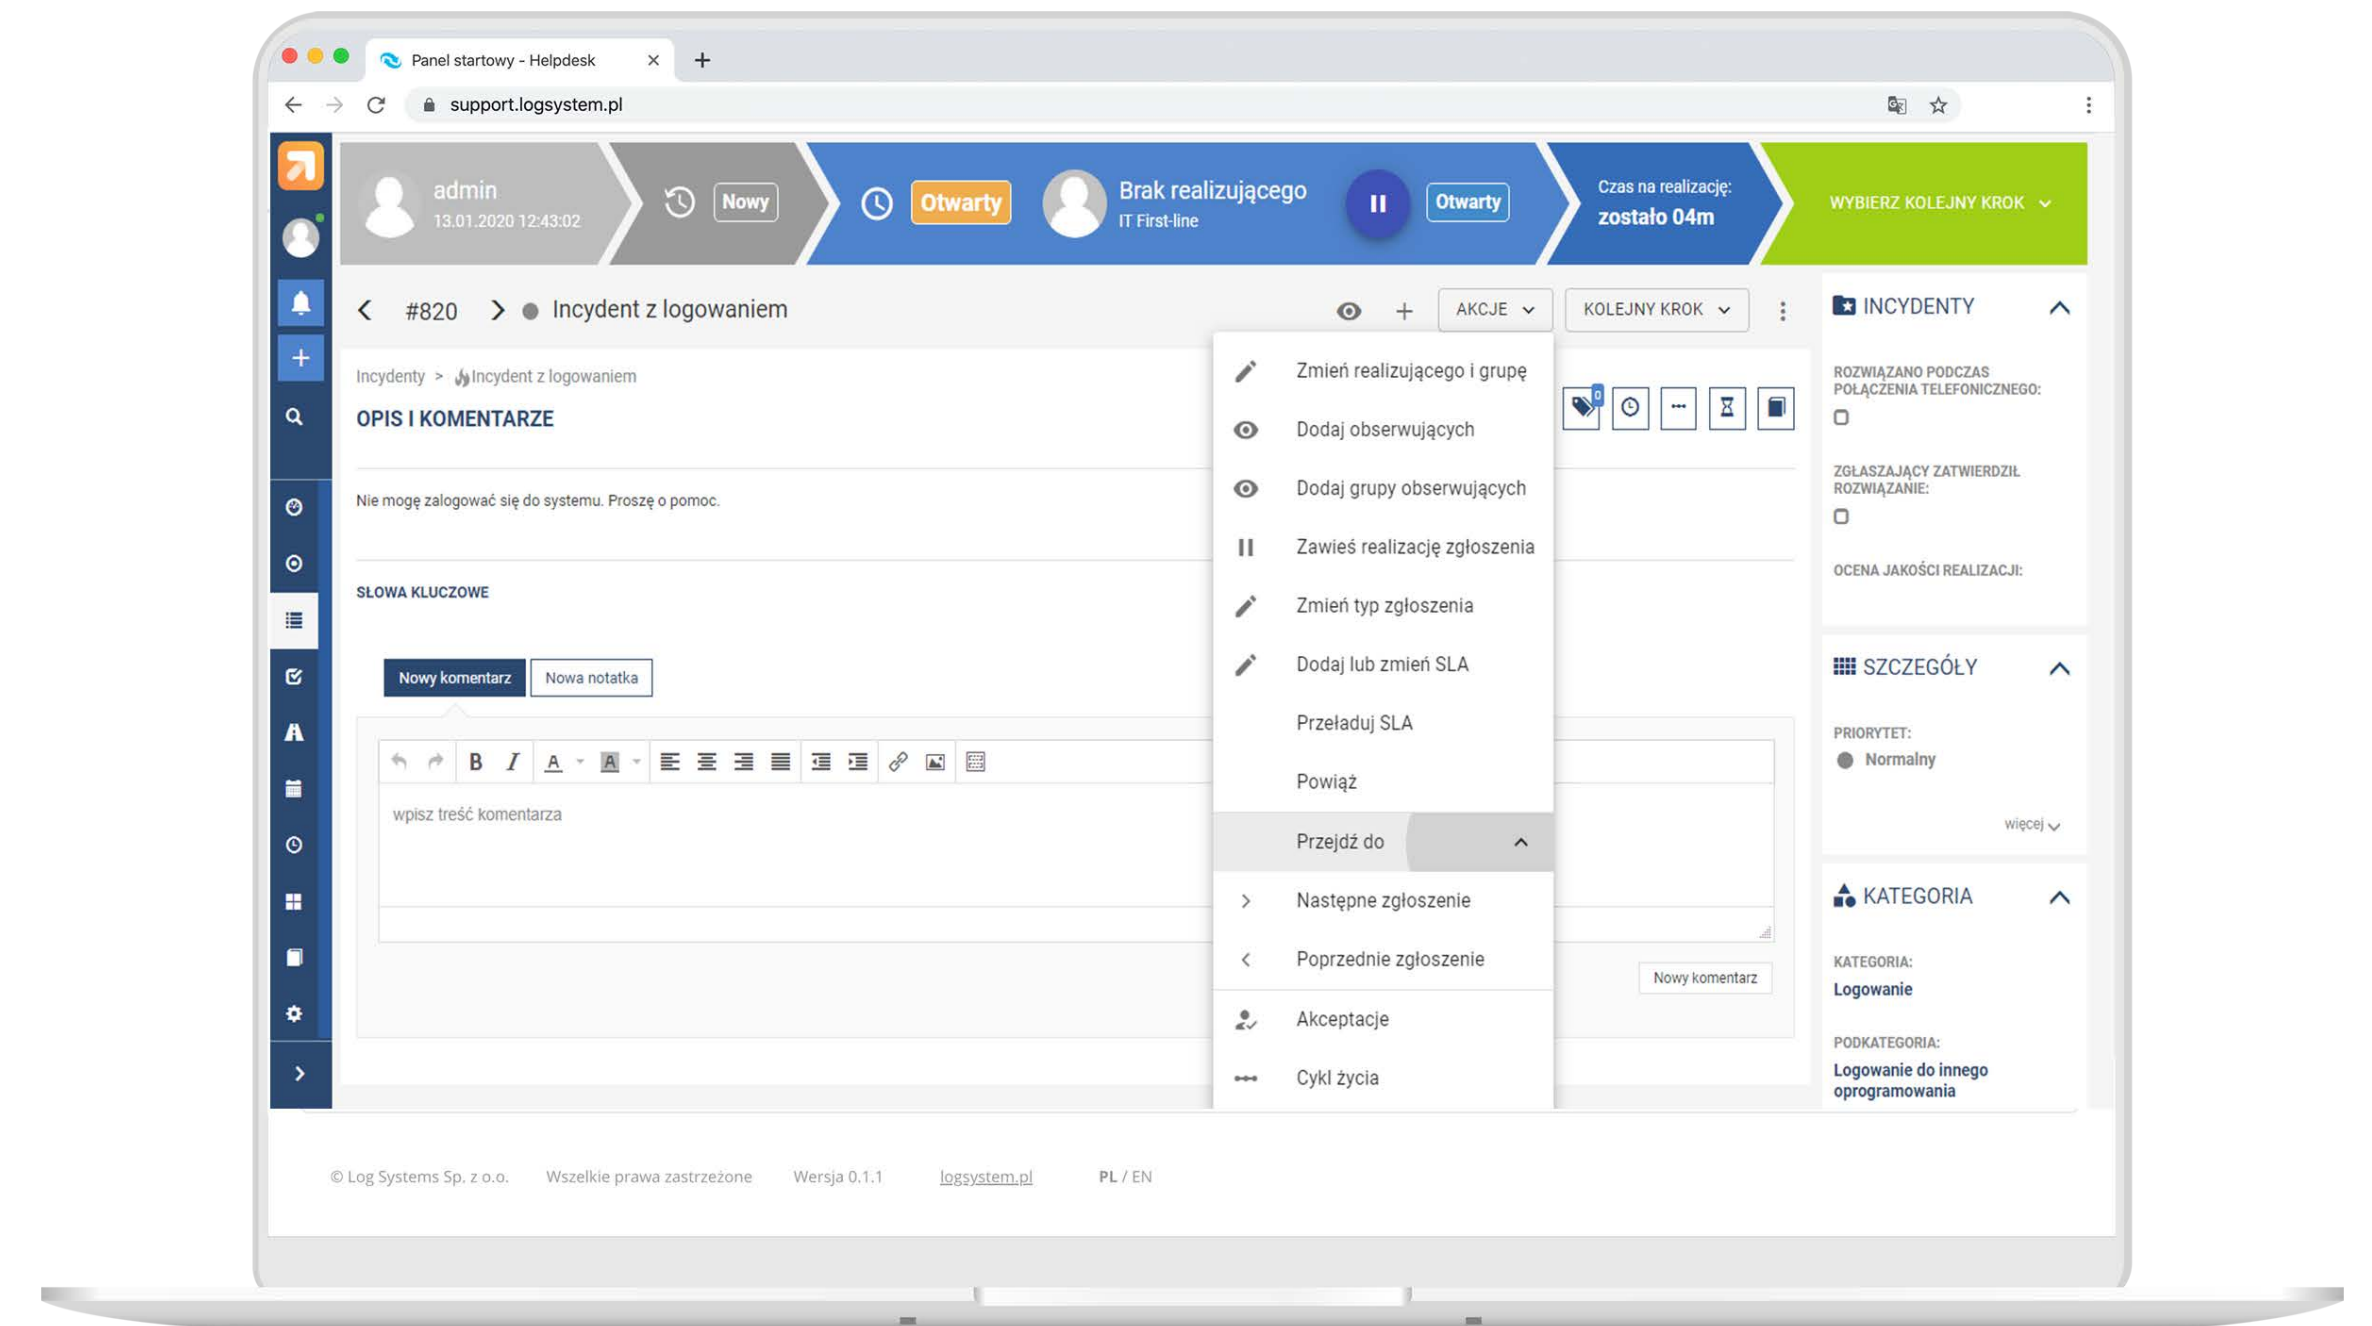 Panel startowy - Helpdesk
support.logsystem.pl
admin
13.01.2020 12:43:02
Nowy
Otwarty
Brak realizującego
IT First-line
Otwarty
Czas na realizację:
zostało 04m
WYBIERZ KOLEJNY KROK
#820
Incydent z logowaniem
AKCJE
KOLEJNY KROK
Incydenty > Incydent z logowaniem
OPIS I KOMENTARZE
0
Nie mogę zalogować się do systemu. Proszę o pomoc.
SŁOWA KLUCZOWE
Nowy komentarz
Nowa notatka
B I A A
wpisz treść komentarza
Nowy komentarz
Zmień realizującego i grupę
Dodaj obserwujących
Dodaj grupy obserwujących
Zawieś realizację zgłoszenia
Zmień typ zgłoszenia
Dodaj lub zmień SLA
Przeładuj SLA
Powiąż
Przejdź do
Następne zgłoszenie
Poprzednie zgłoszenie
Akceptacje
Cykl życia
INCYDENTY
ROZWIĄZANO PODCZAS
POŁĄCZENIA TELEFONICZNEGO:
ZGŁASZAJĄCY ZATWIERDZIŁ
ROZWIĄZANIE:
OCENA JAKOŚCI REALIZACJI:
SZCZEGÓŁY
PRIORYTET:
Normalny
więcej
KATEGORIA
KATEGORIA:
Logowanie
PODKATEGORIA:
Logowanie do innego
oprogramowania
© Log Systems Sp. z o.o. Wszelkie prawa zastrzeżone Wersja 0.1.1 logsystem.pl PL / EN